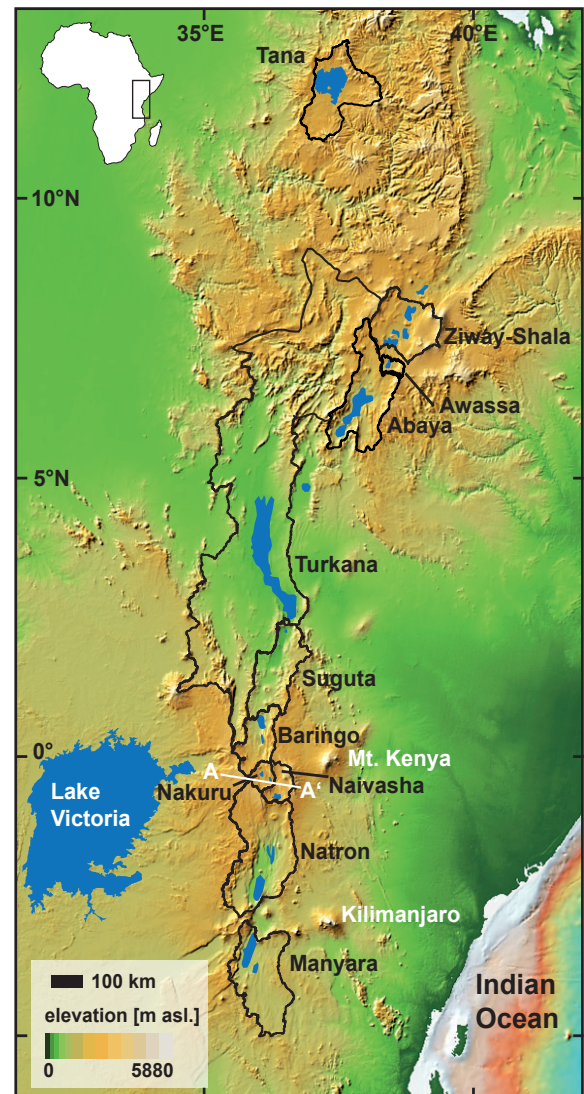 35°E
40°E
Tana
10°N
Ziway-Shala
Awassa
Abaya
5°N
Turkana
Suguta
Baringo
0°
Mt. Kenya
A
A‘
Naivasha
Nakuru
Lake
Victoria
Natron
Kilimanjaro
Manyara
Indian
Ocean
100 km
elevation [m asl.]
0
5880